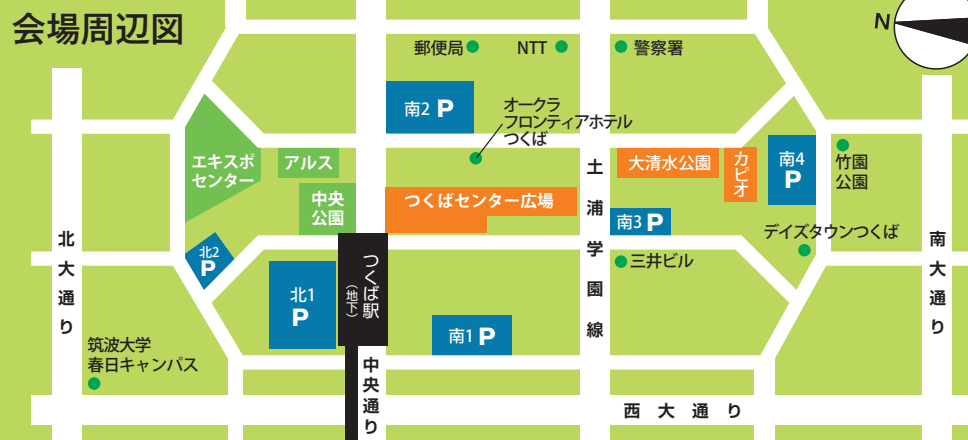 会場周辺図
N
郵便局
NTT
警察署
南2 P
オークラ
フロンティアホテル
つくば
エキスポ
センター
アルス
中央
公園
つくばセンター広場
大清水公園
カピオ
南4
P
竹園
公園
土浦学園線
南3 P
デイズタウンつくば
北大通り
北2
P
北1
P
つくば駅
（地下）
三井ビル
南大通り
南1 P
筑波大学
春日キャンパス
中央通り
西大通り